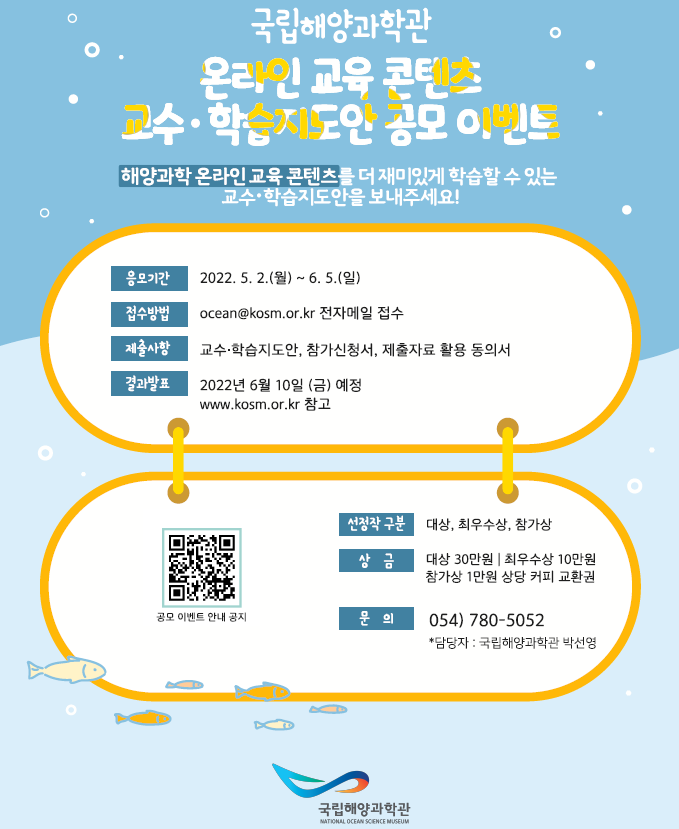 국립해양과학관
온라인 교육 콘텐츠
교수·학습지도안 공모 이벤트
해양과학 온라인 교육 콘텐츠를 더 재미있게 학습할 수 있는
교수·학습지도안을 보내주세요!
응모기간 2022. 5. 2.(월) ~ 6. 5.(일)
접수방법 ocean@kosm.or.kr 전자메일 접수
제출사항 교수·학습지도안, 참가신청서, 제출자료 활용 동의서
결과발표 2022년 6월 10일 (금) 예정
www.kosm.or.kr 참고
공모 이벤트 안내 공지
선정작 구분 대상, 최우수상, 참가상
상 금 대상 30만원 | 최우수상 10만원
참가상 1만원 상당 커피 교환권
문 의 054) 780-5052
*담당자 : 국립해양과학관 박선영
국립해양과학관
NATIONAL OCEAN SCIENCE MUSEUM